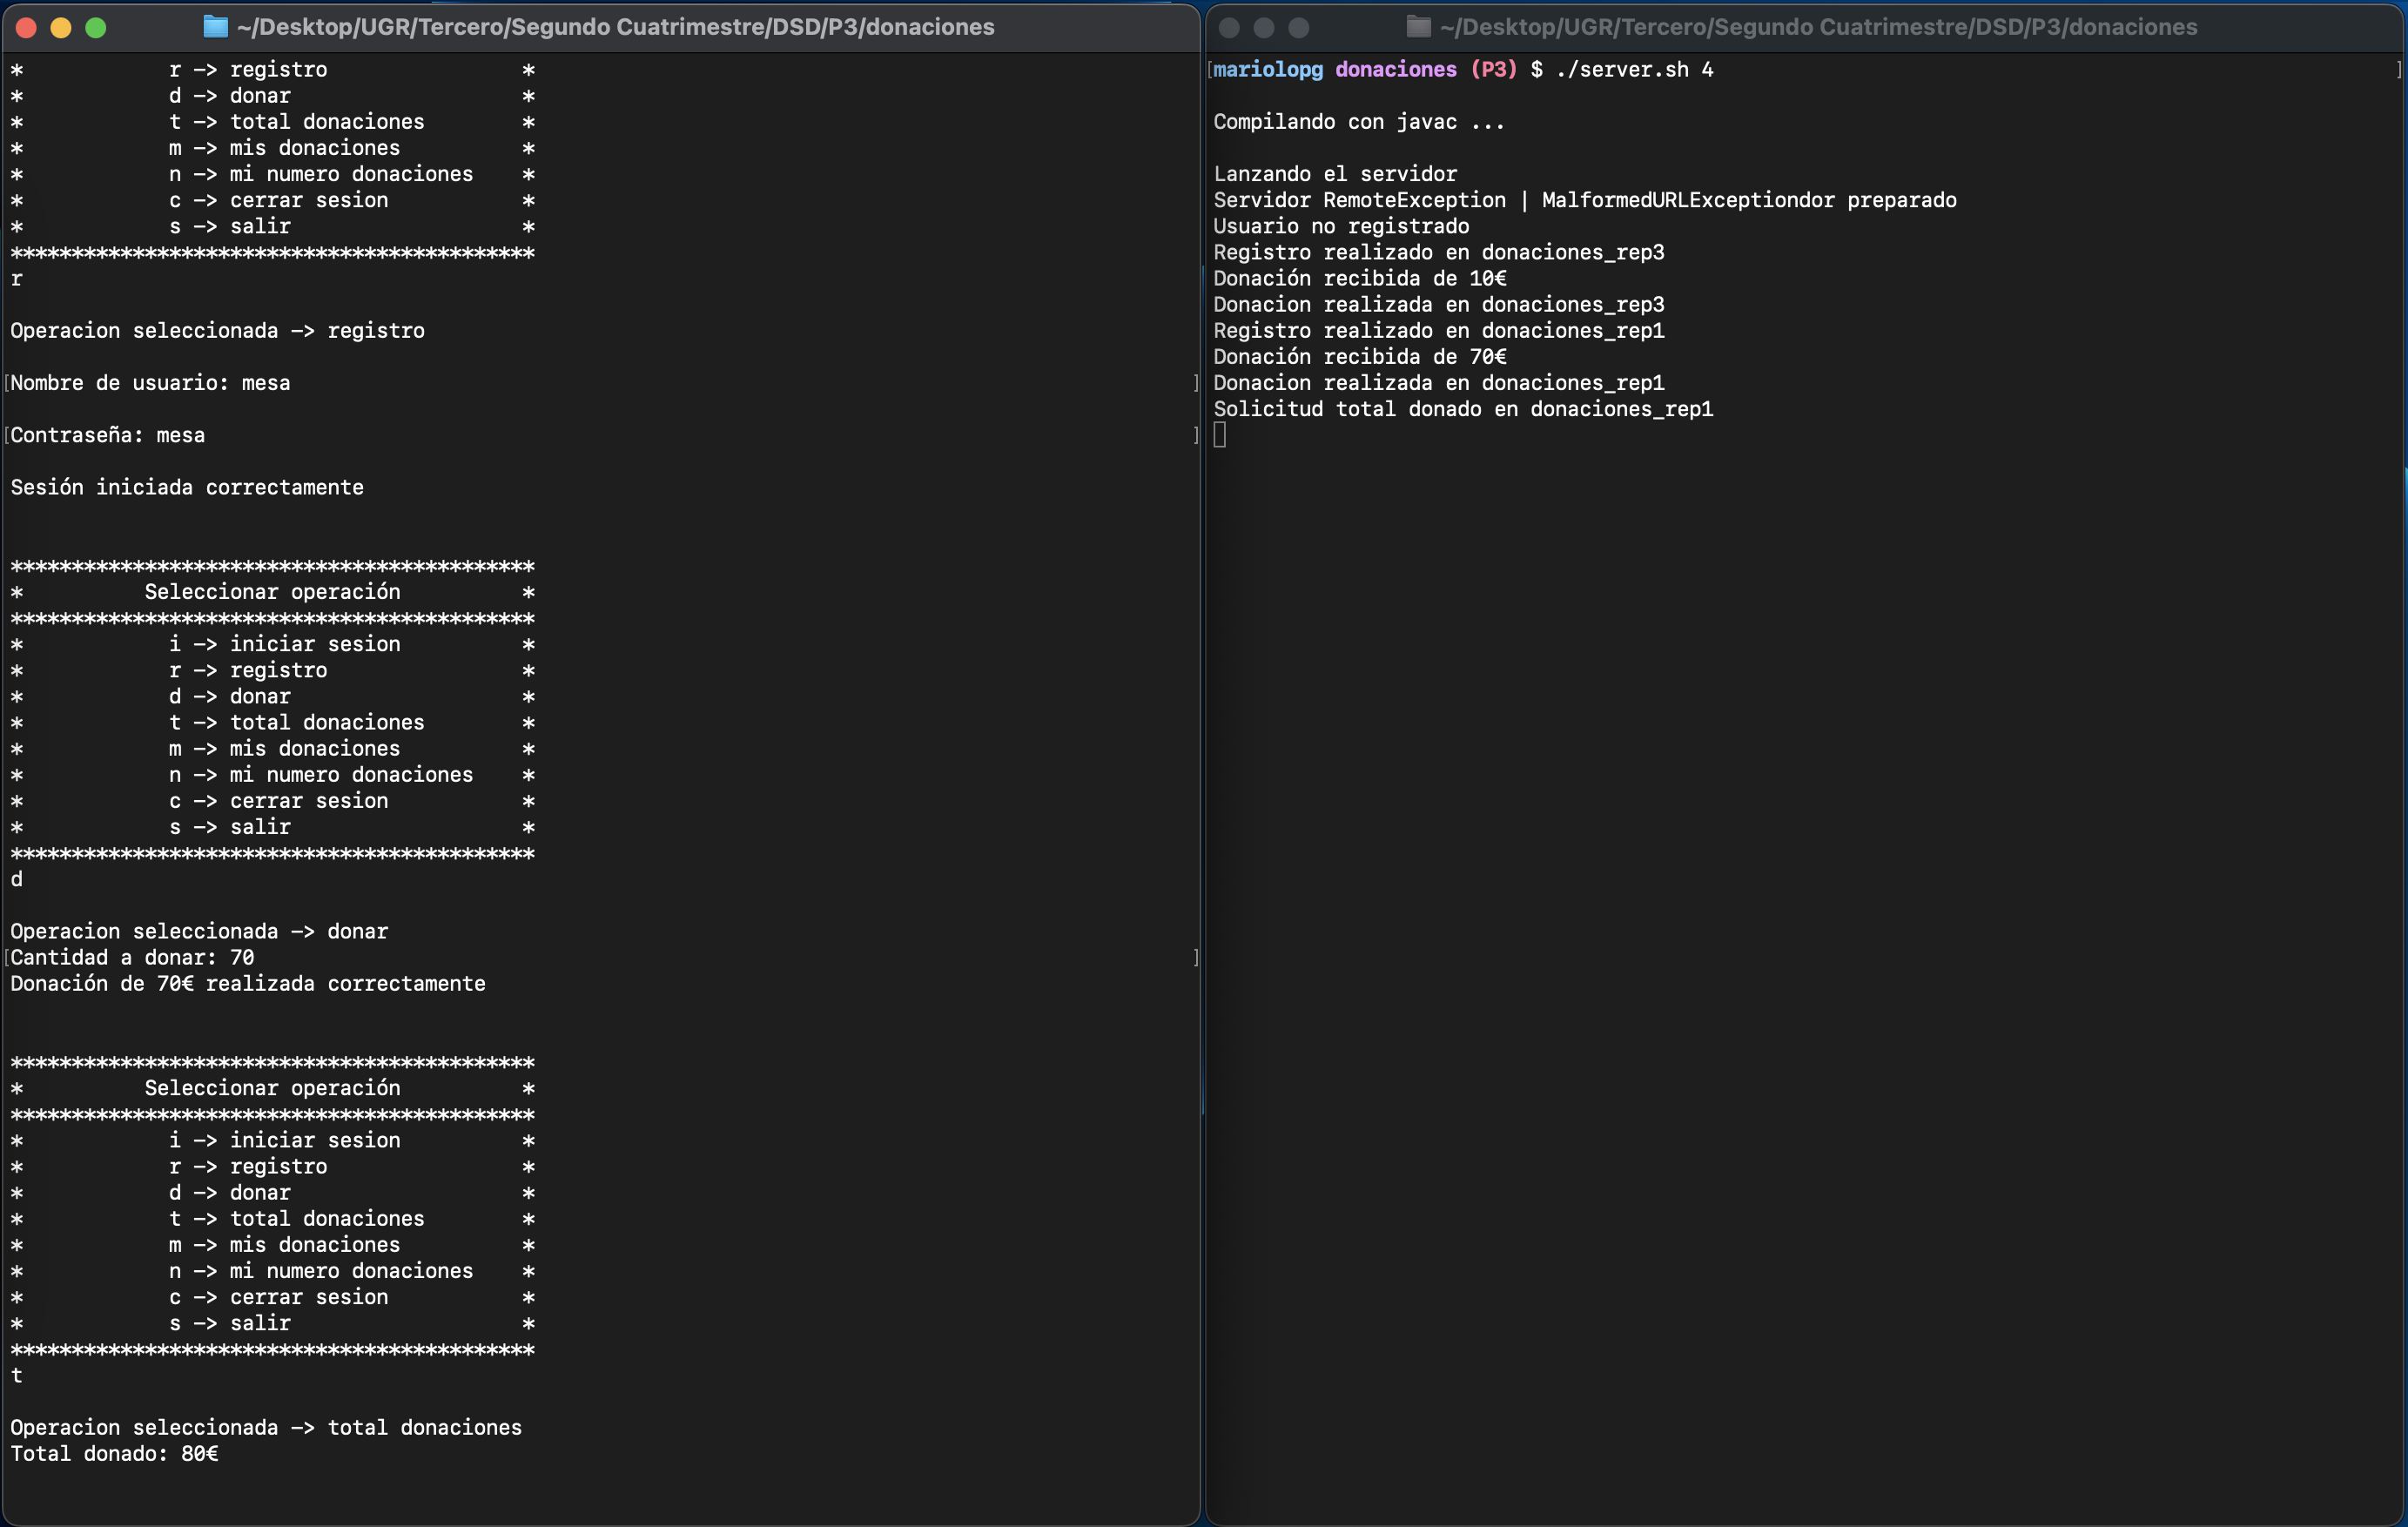 ~/Desktop/UGR/Tercero/Segundo Cuatrimestre/DSD/P3/donaciones
* r -> registro *
* d -> donar *
* t -> total donaciones *
* m -> mis donaciones *
* n -> mi numero donaciones *
* c -> cerrar sesion *
* s -> salir *
*******************************************
r
Operacion seleccionada -> registro
[Nombre de usuario: mesa ]
[Contraseña: mesa ]
Sesión iniciada correctamente
*******************************************
* Seleccionar operación *
*******************************************
* i -> iniciar sesion *
* r -> registro *
* d -> donar *
* t -> total donaciones *
* m -> mis donaciones *
* n -> mi numero donaciones *
* c -> cerrar sesion *
* s -> salir *
*******************************************
d
Operacion seleccionada -> donar
[Cantidad a donar: 70 ]
Donación de 70€ realizada correctamente
*******************************************
* Seleccionar operación *
*******************************************
* i -> iniciar sesion *
* r -> registro *
* d -> donar *
* t -> total donaciones *
* m -> mis donaciones *
* n -> mi numero donaciones *
* c -> cerrar sesion *
* s -> salir *
*******************************************
t
Operacion seleccionada -> total donaciones
Total donado: 80€
~/Desktop/UGR/Tercero/Segundo Cuatrimestre/DSD/P3/donaciones
[mariolopg donaciones (P3) $ ./server.sh 4 ]
Compilando con javac ...
Lanzando el servidor
Servidor RemoteException | MalformedURLExceptiondor preparado
Usuario no registrado
Registro realizado en donaciones_rep3
Donación recibida de 10€
Donacion realizada en donaciones_rep3
Registro realizado en donaciones_rep1
Donación recibida de 70€
Donacion realizada en donaciones_rep1
Solicitud total donado en donaciones_rep1